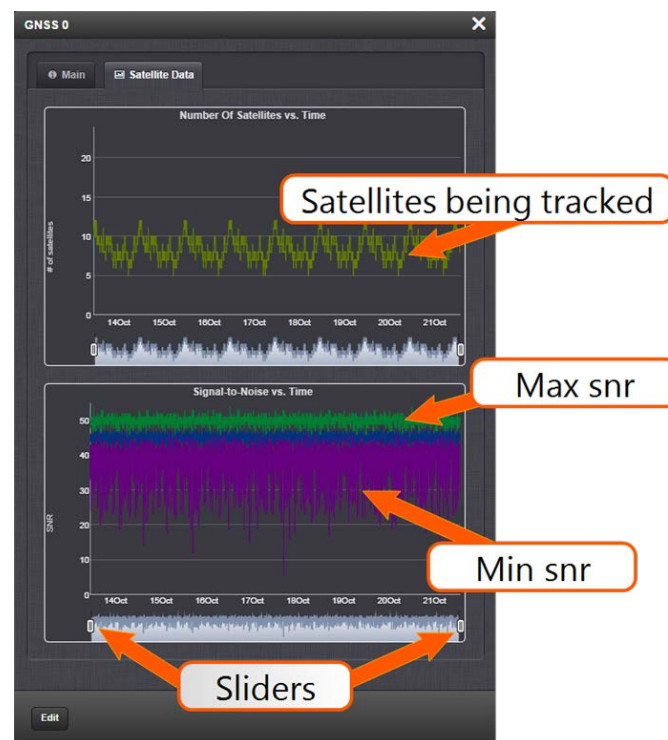 GNSS 0
Main
Satellite Data
Number Of Satellites vs. Time
20
15
10
5
0
# of satellites
14Oct 15Oct 16Oct 17Oct 18Oct 19Oct 20Oct 21Oct
Satellites being tracked
Signal-to-Noise vs. Time
50
40
30
20
10
0
SNR
14Oct 15Oct 16Oct 17Oct 18Oct 19Oct 20Oct 21Oct
Max snr
Min snr
Sliders
Edit